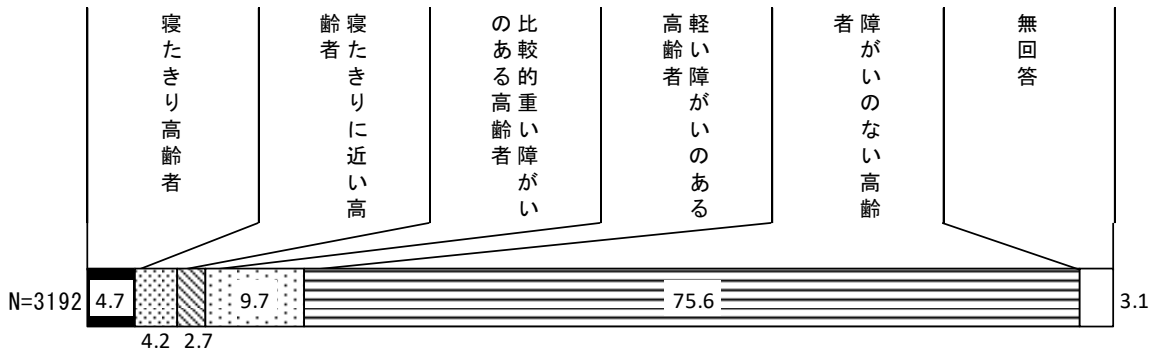 寝たきり高齢者
寝たきりに近い高
齢者
比較的重い障がい
のある高齢者
軽い障がいのある
高齢者
障がいのない高齢
者
無回答
N=3192
4.7
4.2
2.7
9.7
75.6
3.1